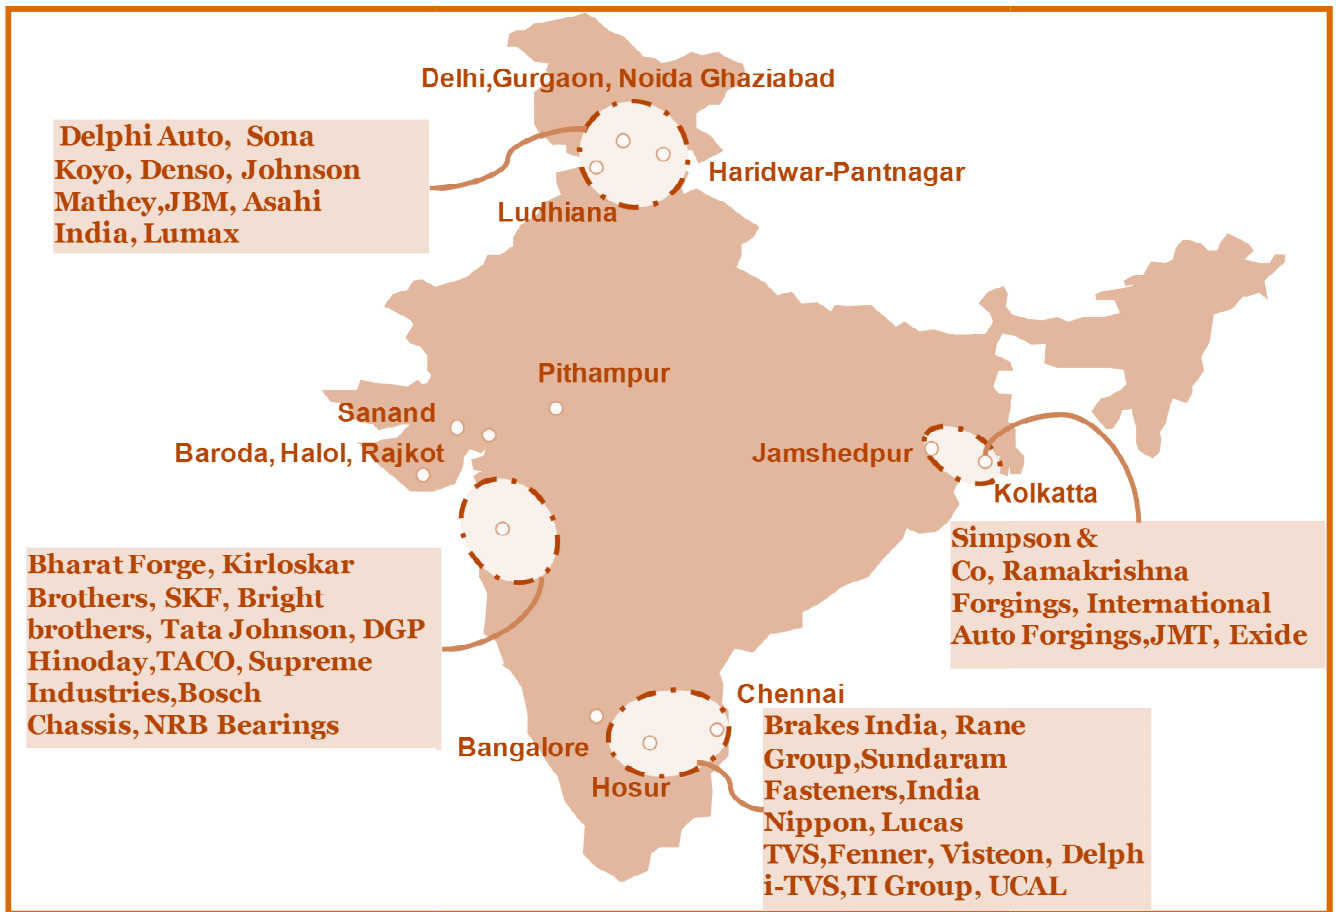 Delhi,Gurgaon, Noida Ghaziabad
Delphi Auto, Sona
Koyo, Denso, Johnson
Mathey,JBM, Asahi
India, Lumax
Haridwar-Pantnagar
Ludhiana
Pithampur
Sanand
Baroda, Halol, Rajkot
Jamshedpur
Kolkatta
Simpson &
Co, Ramakrishna
Forgings, International
Auto Forgings,JMT, Exide
Bharat Forge, Kirloskar
Brothers, SKF, Bright
brothers, Tata Johnson, DGP
Hinoday,TACO, Supreme
Industries,Bosch
Chassis, NRB Bearings
Chennai
Bangalore
Hosur
Brakes India, Rane
Group,Sundaram
Fasteners,India
Nippon, Lucas
TVS,Fenner, Visteon, Delph
i-TVS,TI Group, UCAL